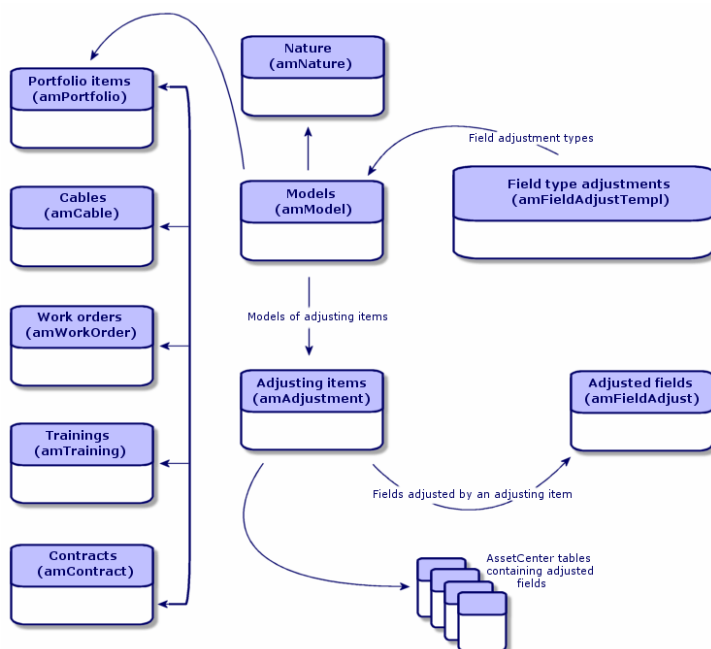 Nature
(amNature)
Portfolio items
(amPortfolio)
Field adjustment types
Cables
(amCable)
Models
(amModel)
Field type adjustments
(amFieldAdjustTempl)
Work orders
(amWorkOrder)
Models of adjusting items
Adjusting items
(amAdjustment)
Adjusted fields
(amFieldAdjust)
Trainings
(amTraining)
Fields adjusted by an adjusting item
Contracts
(amContract)
AssetCenter tables
containing adjusted
fields